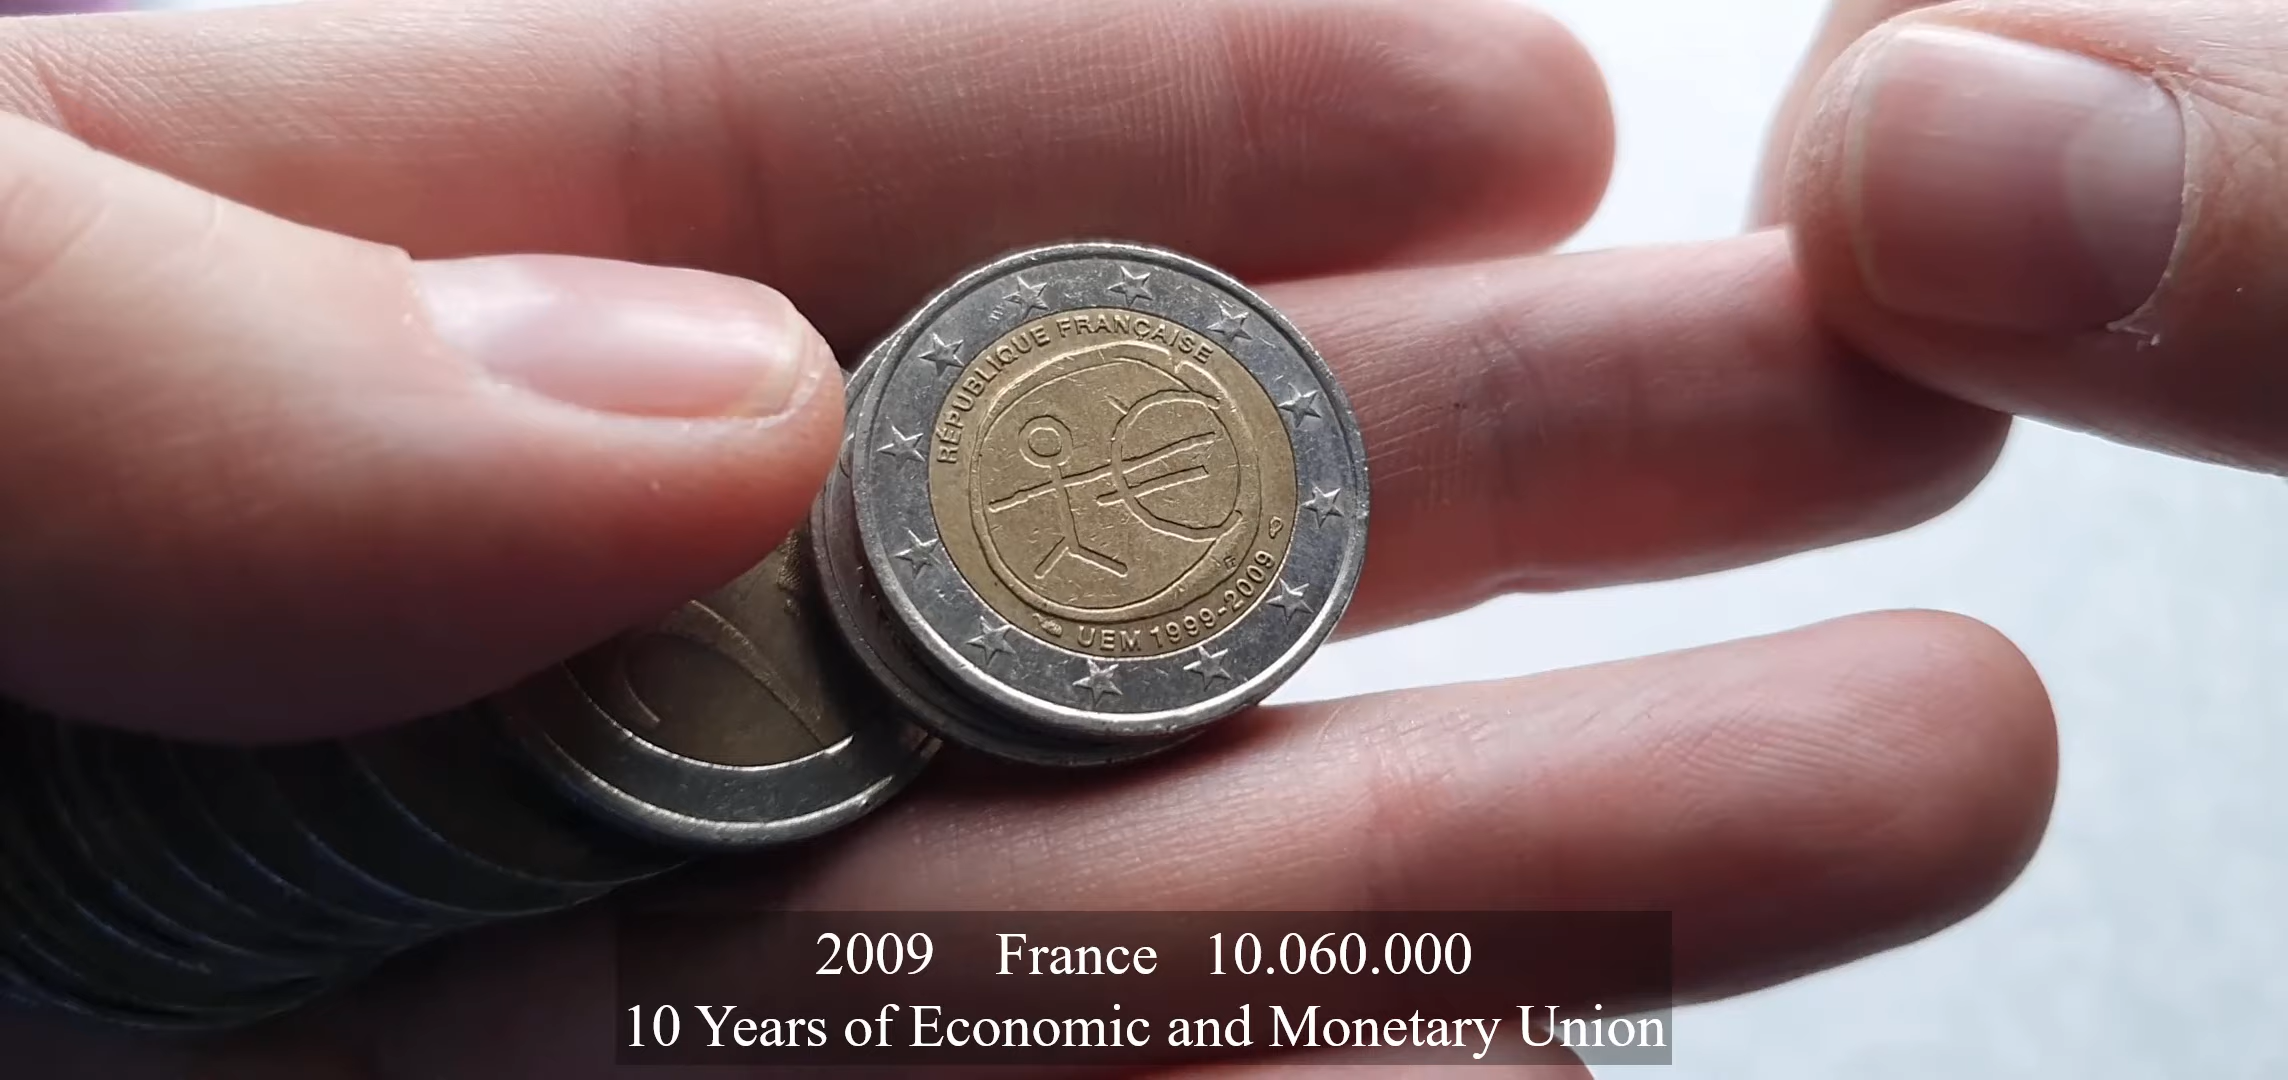 RÉPUBLIQUE FRANÇAISE
UEM 1999-2009
2009 France 10.060.000
10 Years of Economic and Monetary Union